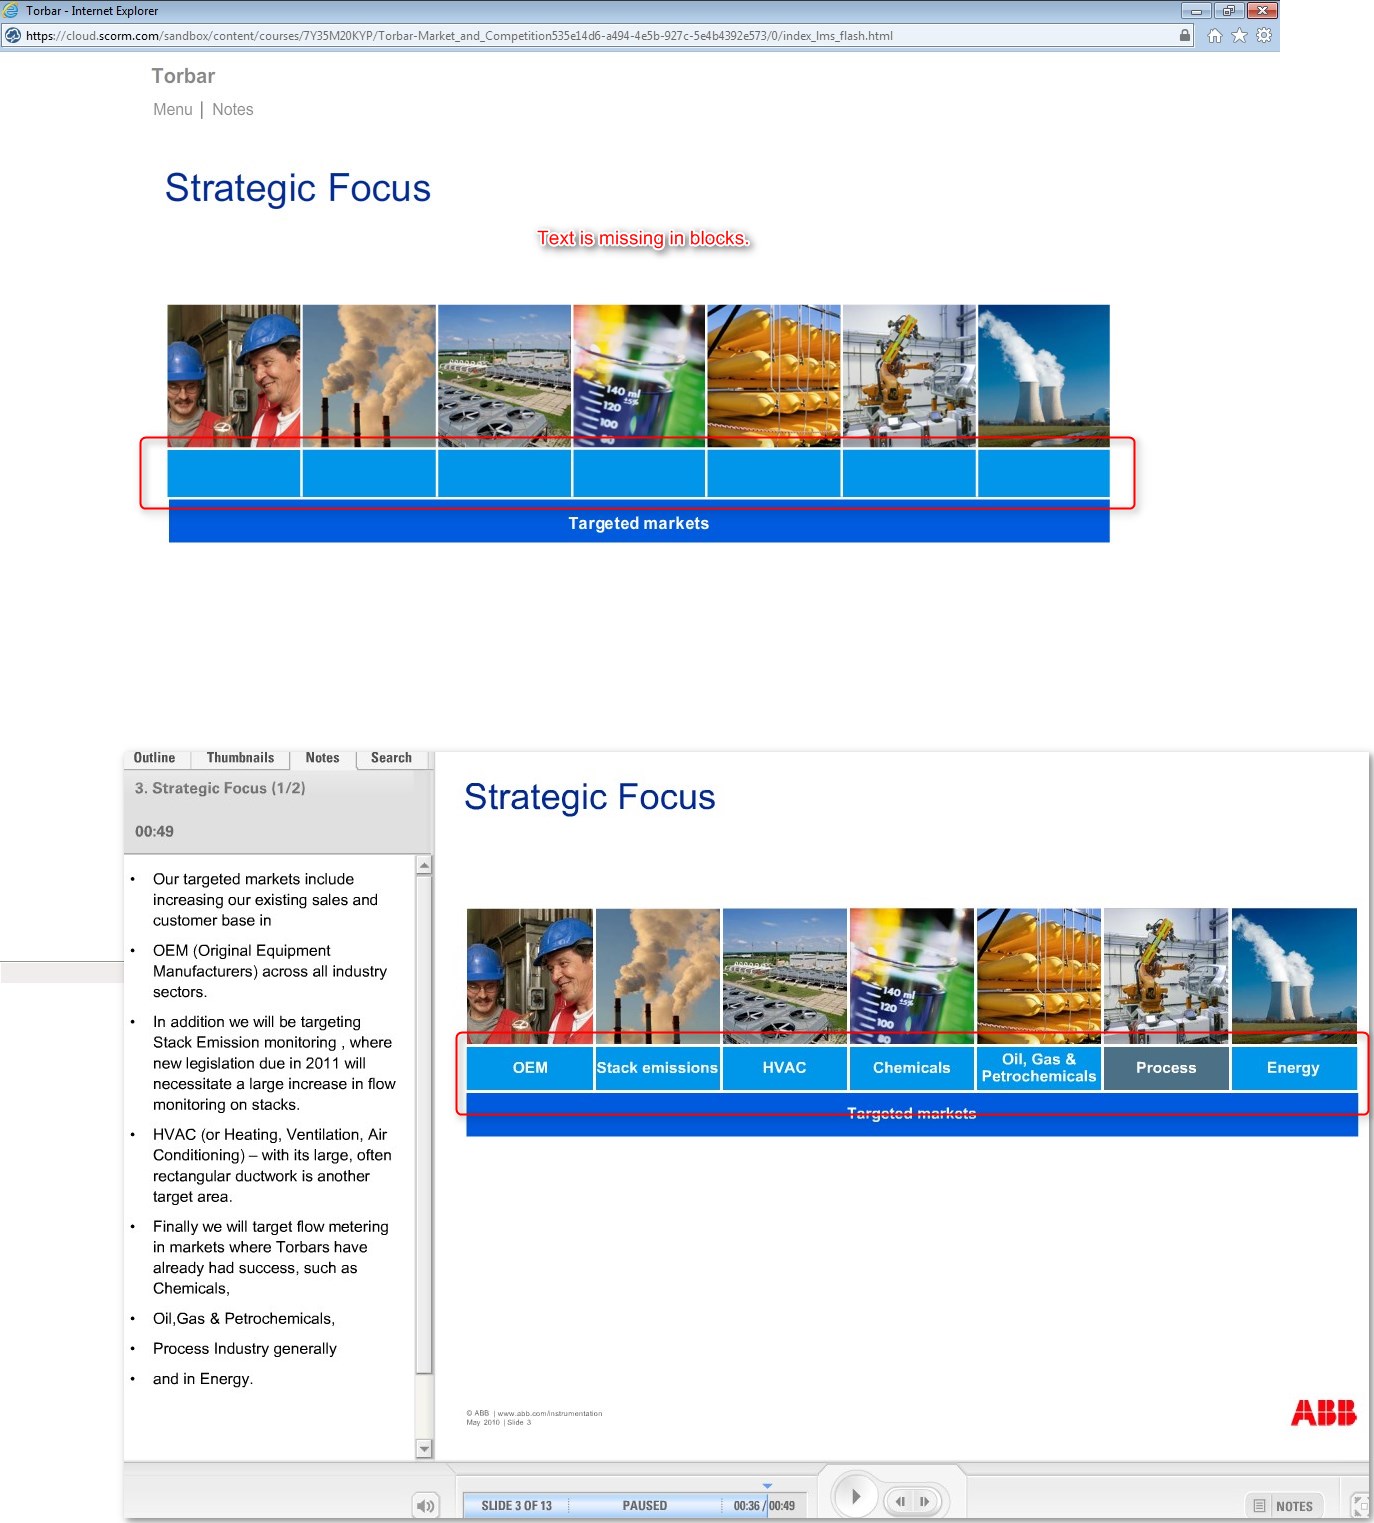 Torbar - Internet Explorer
https://cloud.scorm.com/sandbox/content/courses/7Y35M20KYP/Torbar-Market_and_Competition535e14d6-a494-4e5b-927c-5e4b4392e573/0/index_lms_flash.html
Torbar
Menu | Notes
Strategic Focus
Text is missing in blocks.
140 ml
±5%
120
100
80
Targeted markets
Outline Thumbnails Notes Search
3. Strategic Focus (1/2)
00:49
• Our targeted markets include
increasing our existing sales and
customer base in
• OEM (Original Equipment
Manufacturers) across all industry
sectors.
• In addition we will be targeting
Stack Emission monitoring , where
new legislation due in 2011 will
necessitate a large increase in flow
monitoring on stacks.
• HVAC (or Heating, Ventilation, Air
Conditioning) – with its large, often
rectangular ductwork is another
target area.
• Finally we will target flow metering
in markets where Torbars have
already had success, such as
Chemicals,
• Oil,Gas & Petrochemicals,
• Process Industry generally
• and in Energy.
Strategic Focus
140 ml
±5%
120
100
80
OEM Stack emissions HVAC Chemicals Oil, Gas & Petrochemicals Process Energy
Targeted markets
© ABB | www.abb.com/instrumentation
May 2010 | Slide 3
ABB
SLIDE 3 OF 13 PAUSED 00:36 / 00:49 NOTES